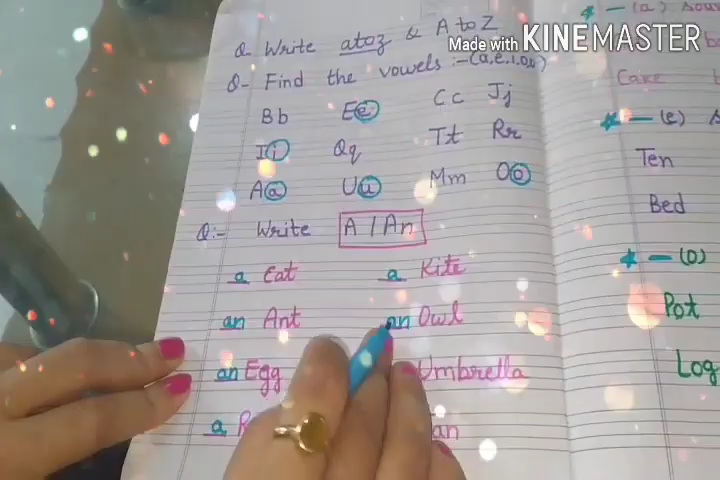 Q- Write atoz & A to Z
Made with KINEMASTER
Q- Find the vowels :- (a,e,i,o,u)
Bb Ee Cc Jj
Ii Qq Tt Rr
Aa Uu Mm Oo
Q:- Write A / An
a Cat a Kite
an Ant an Owl
an Egg Umbrella
a
(a)
Cake
(e)
Ten
Bed
(o)
Pot
Log